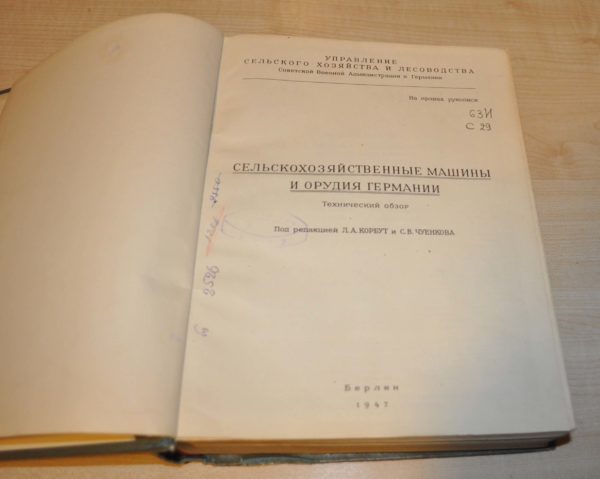 УПРАВЛЕНИЕ
СЕЛЬСКОГО ХОЗЯЙСТВА И ЛЕСОВОДСТВА
Советской Военной Администрации в Германии
На правах рукописи
63И
С 29
СЕЛЬСКОХОЗЯЙСТВЕННЫЕ МАШИНЫ
И ОРУДИЯ ГЕРМАНИИ
Технический обзор
Под редакцией Л.А.КОРБУТ и С.В.ЧУЕНКОВА
2526
Берлин
1947